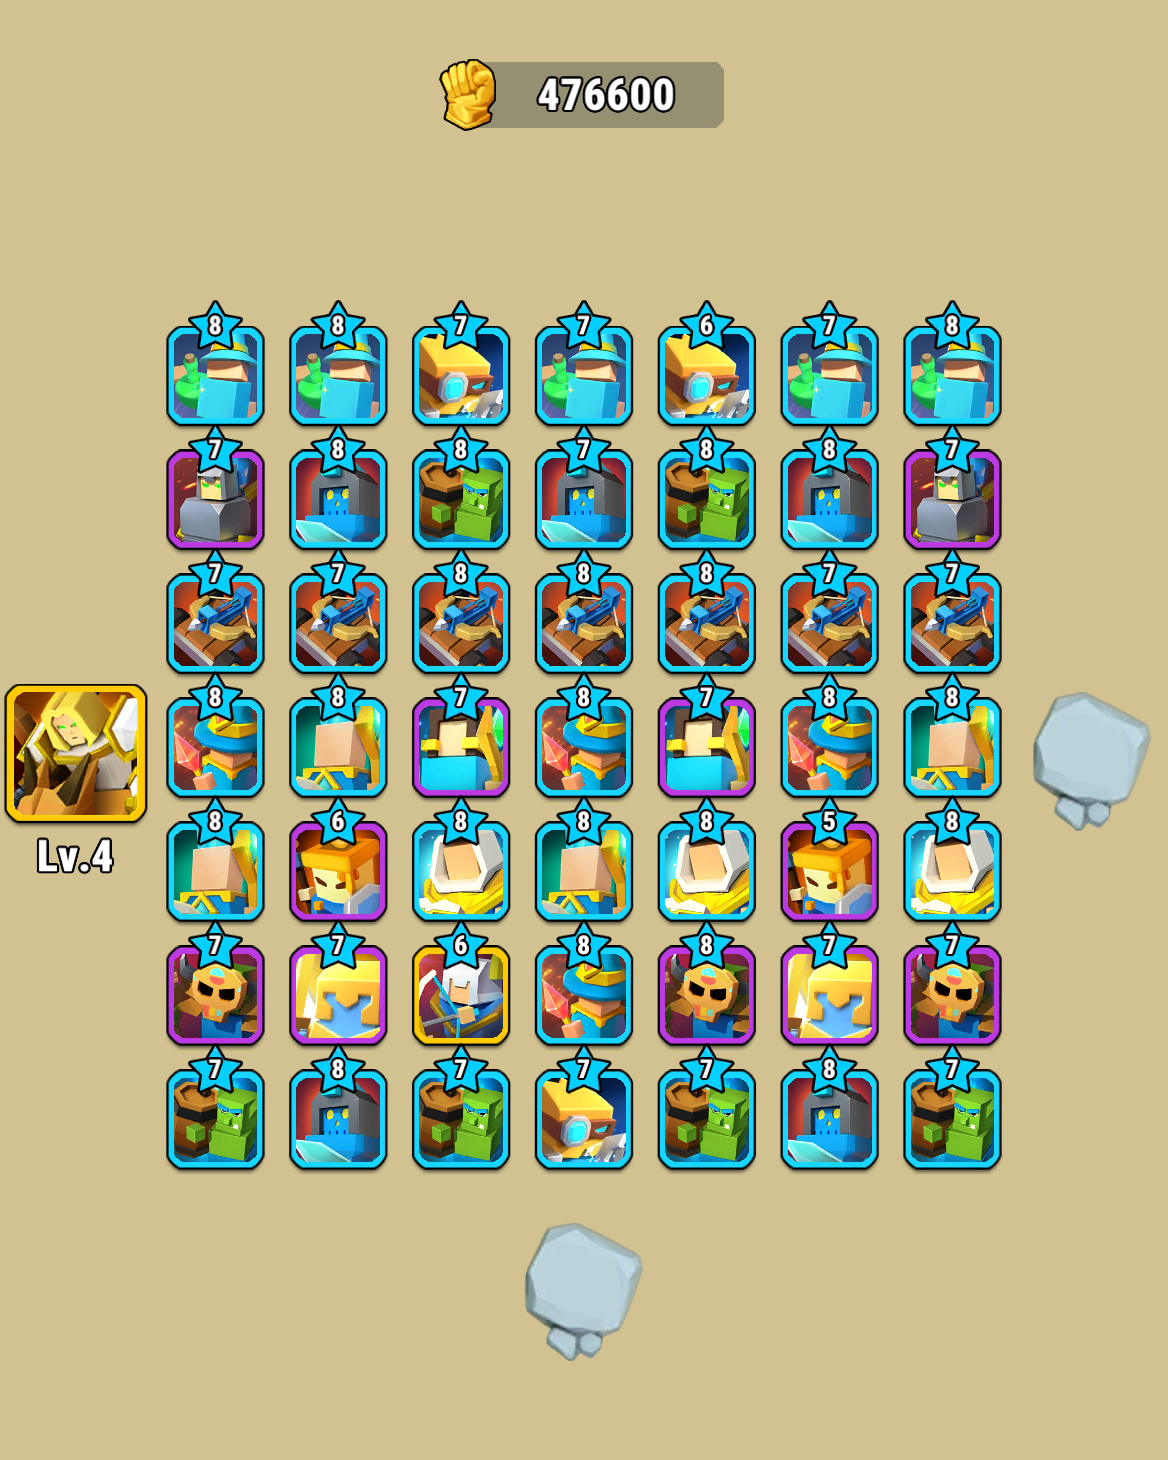 476600
8 8 7 7 6 7 8
7 8 8 7 8 8 7
7 7 8 8 8 7 7
8 8 7 8 7 8 8
8 6 8 8 8 5 8
Lv.4
7 7 6 8 8 7 7
7 8 7 7 7 8 7